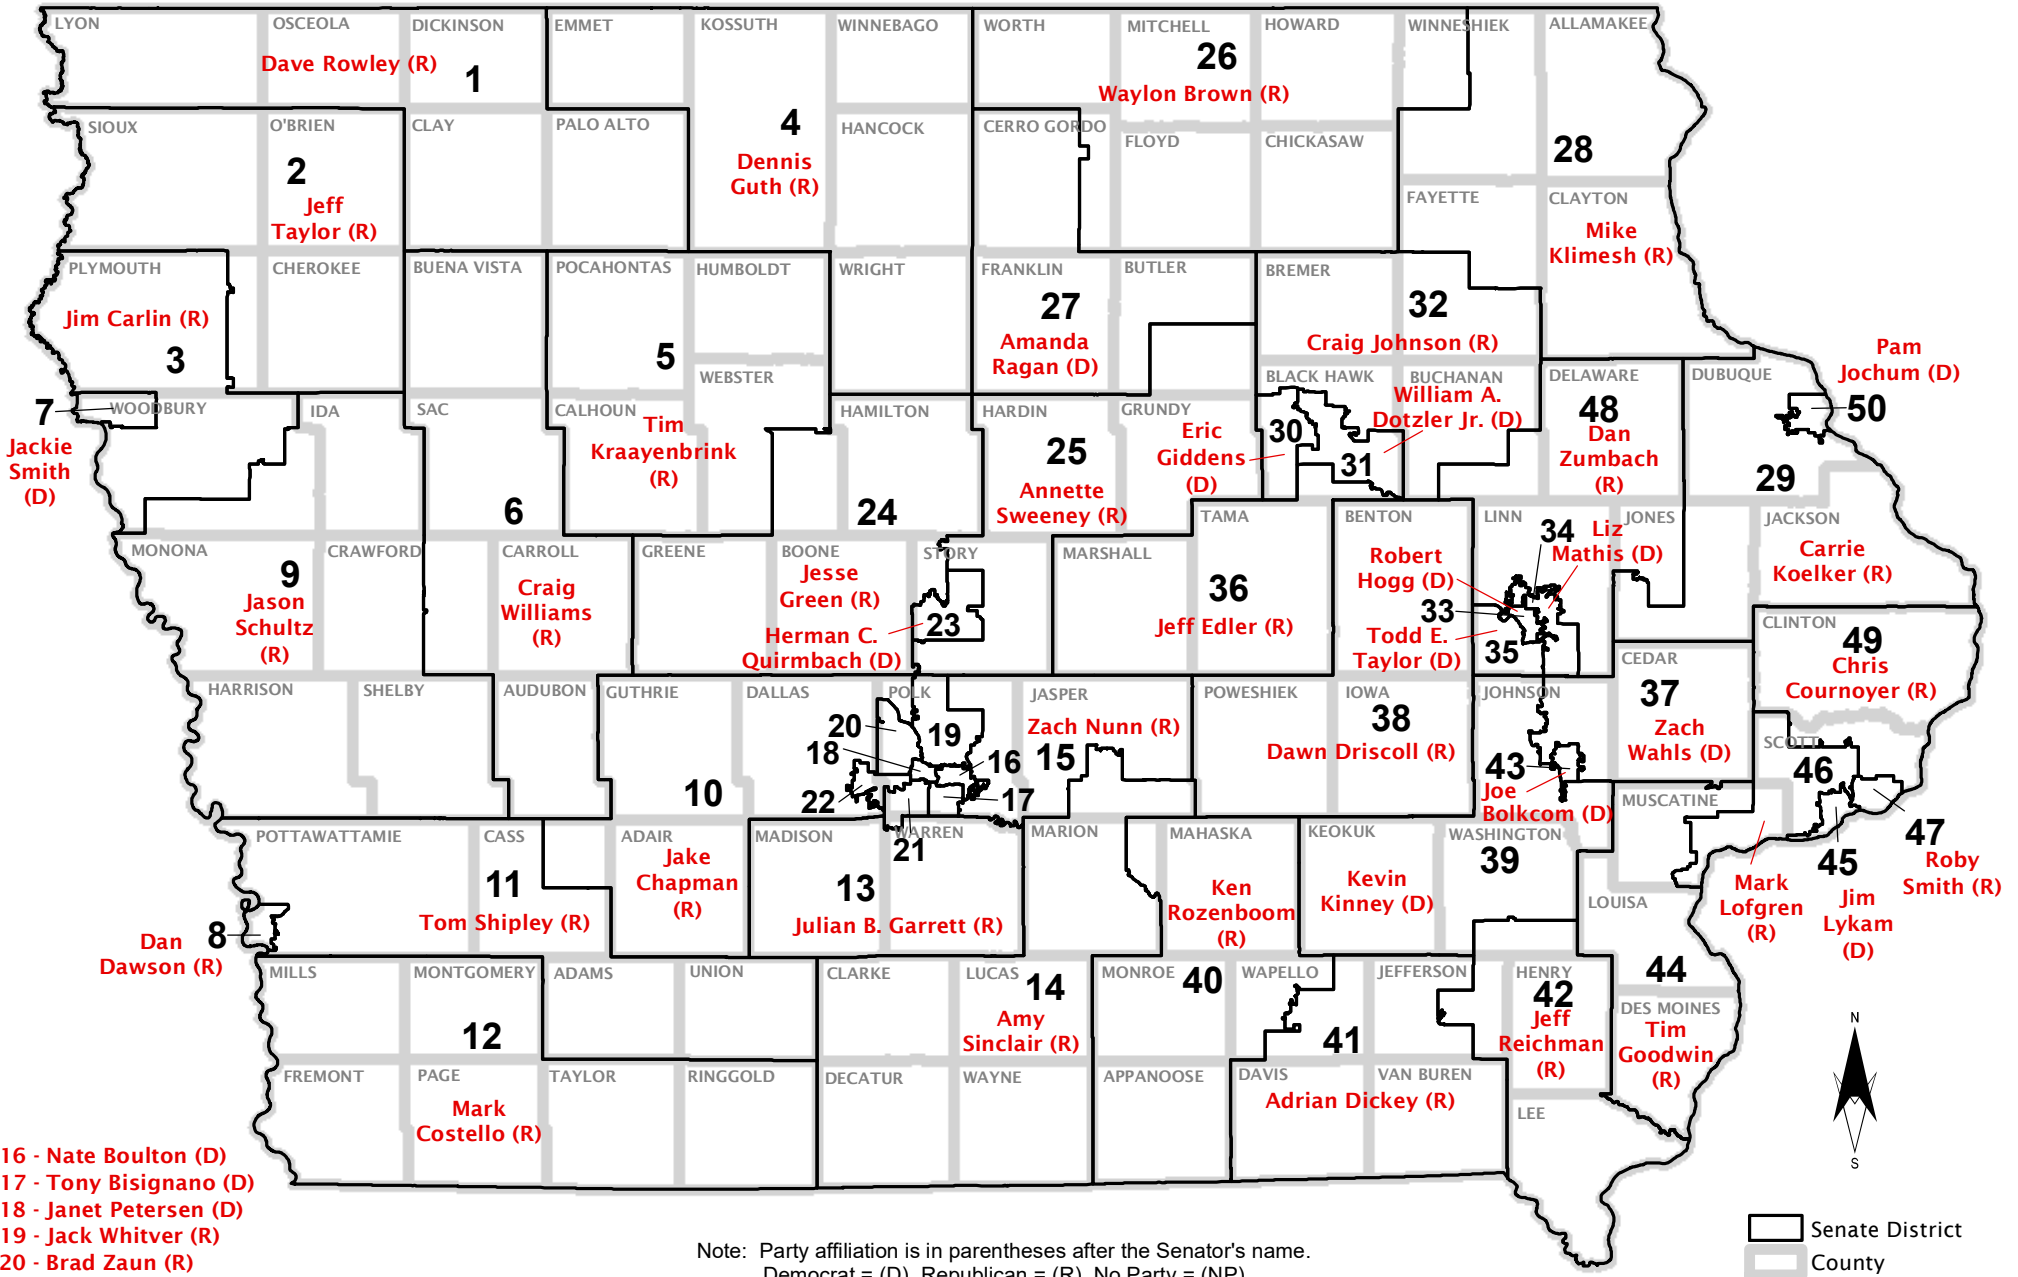 LYON
OSCEOLA
DICKINSON
EMMET
KOSSUTH
WINNEBAGO
WORTH
MITCHELL
HOWARD
WINNESHIEK
ALLAMAKEE
Dave Rowley (R)
1
26
Waylon Brown (R)
SIOUX
O'BRIEN
CLAY
PALO ALTO
4
HANCOCK
CERRO GORDO
FLOYD
CHICKASAW
28
2
Jeff
Taylor (R)
Dennis
Guth (R)
FAYETTE
CLAYTON
Mike
Klimesh (R)
PLYMOUTH
CHEROKEE
BUENA VISTA
POCAHONTAS
HUMBOLDT
WRIGHT
FRANKLIN
BUTLER
BREMER
Jim Carlin (R)
3
27
Amanda
Ragan (D)
32
Craig Johnson (R)
5
WEBSTER
Pam
Jochum (D)
50
BLACK HAWK
BUCHANAN
DELAWARE
DUBUQUE
7
Jackie
Smith
(D)
WOODBURY
IDA
SAC
CALHOUN
Tim
Kraayenbrink
(R)
HAMILTON
HARDIN
GRUNDY
William A.
Dotzler Jr. (D)
48
Dan
Zumbach
(R)
Eric
Giddens
(D)
30
31
25
Annette
Sweeney (R)
29
6
24
TAMA
BENTON
LINN
JONES
JACKSON
MONONA
CRAWFORD
CARROLL
GREENE
BOONE
STORY
MARSHALL
34
Liz
Mathis (D)
Robert
Hogg (D)
Carrie
Koelker (R)
9
Jason
Schultz
(R)
Craig
Williams
(R)
Jesse
Green (R)
Herman C.
Quirmbach (D)
23
36
Jeff Edler (R)
33
Todd E.
Taylor (D)
35
CLINTON
49
Chris
Cournoyer (R)
HARRISON
SHELBY
AUDUBON
GUTHRIE
DALLAS
POLK
JASPER
POWESHIEK
IOWA
JOHNSON
CEDAR
37
Zach
Wahls (D)
20
19
18
16
Zach Nunn (R)
15
38
Dawn Driscoll (R)
SCOTT
46
10
22
17
43
Joe
Bolkcom (D)
MUSCATINE
47
Roby
Smith (R)
POTTAWATTAMIE
CASS
ADAIR
MADISON
WARREN
21
MARION
MAHASKA
KEOKUK
WASHINGTON
39
45
Jim
Lykam
(D)
11
Tom Shipley (R)
Jake
Chapman
(R)
13
Julian B. Garrett (R)
Ken
Rozenboom
(R)
Kevin
Kinney (D)
LOUISA
Mark
Lofgren
(R)
8
Dan
Dawson (R)
MILLS
MONTGOMERY
ADAMS
UNION
CLARKE
LUCAS
MONROE
WAPELLO
JEFFERSON
HENRY
44
14
Amy
Sinclair (R)
40
42
Jeff
Reichman
(R)
DES MOINES
Tim
Goodwin
(R)
12
41
N
FREMONT
PAGE
TAYLOR
RINGGOLD
DECATUR
WAYNE
APPANOOSE
DAVIS
VAN BUREN
LEE
Mark
Costello (R)
Adrian Dickey (R)
S
16 - Nate Boulton (D)
17 - Tony Bisignano (D)
18 - Janet Petersen (D)
19 - Jack Whitver (R)
20 - Brad Zaun (R)
Note: Party affiliation is in parentheses after the Senator's name.
Democrat = (D), Republican = (R), No Party = (NP)
Senate District
County